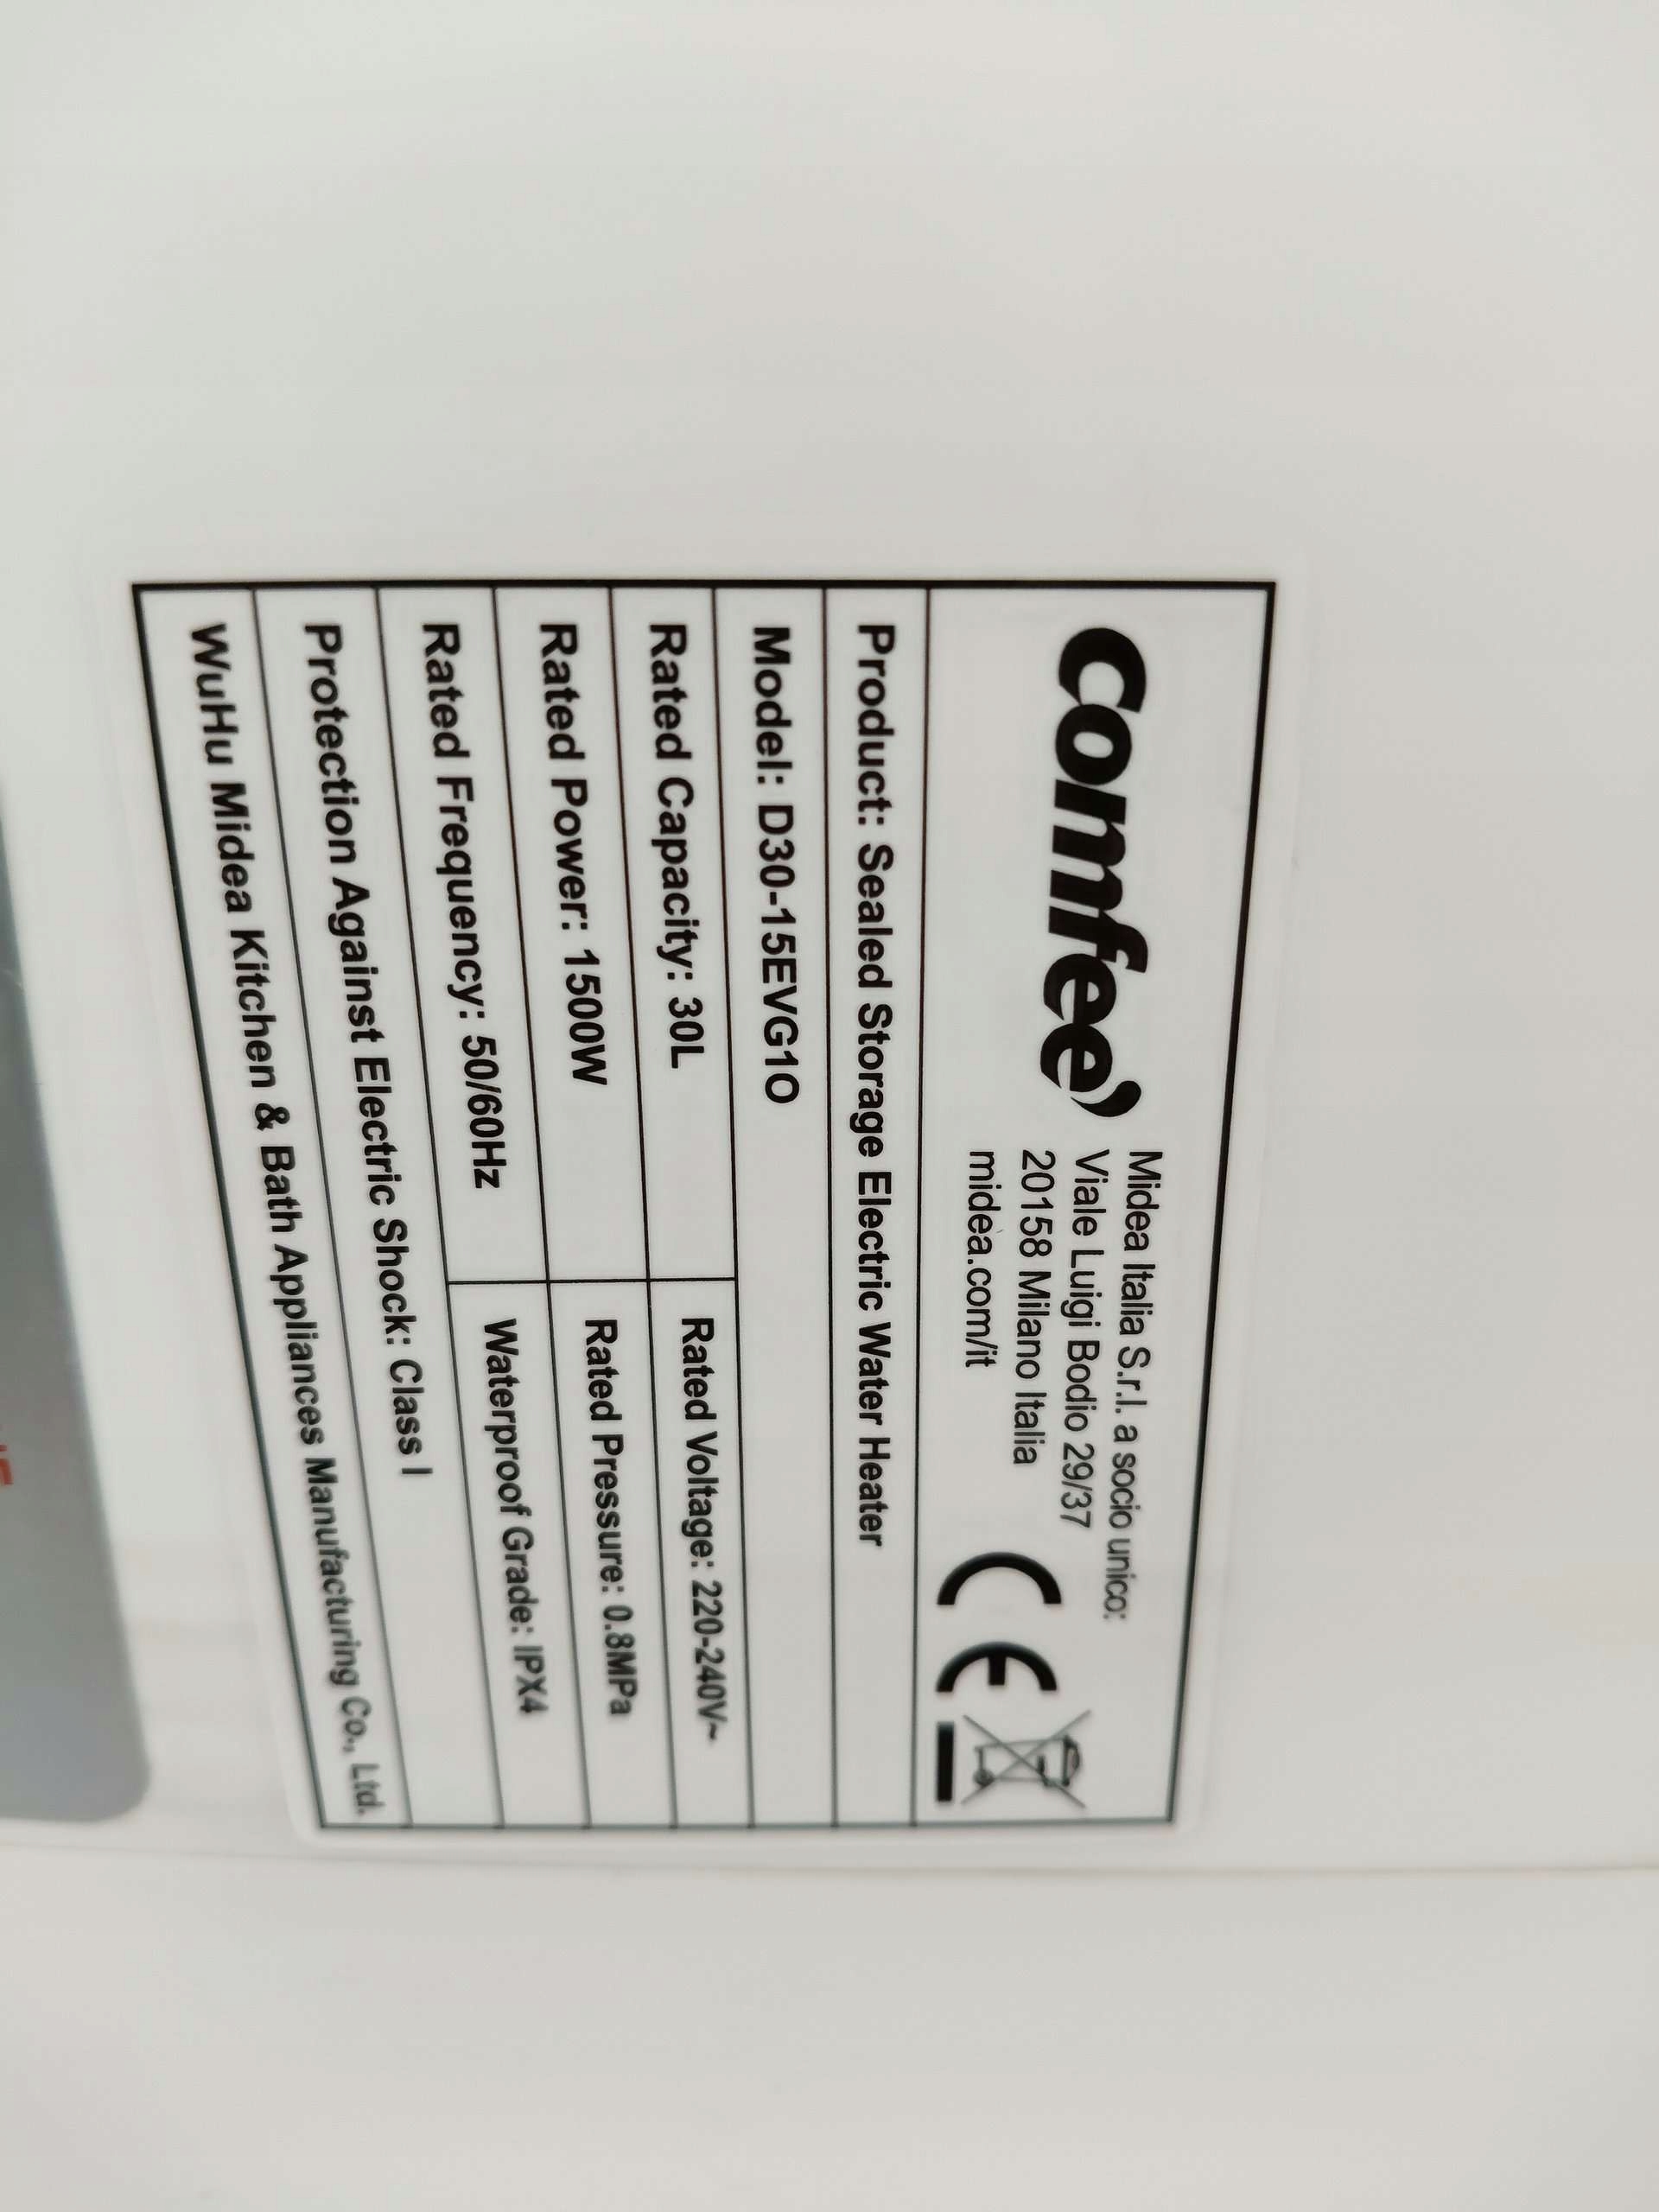 Comfee'
Midea Italia S.r.l. a socio unico:
Viale Luigi Bodio 29/37
20158 Milano Italia
midea.com/it
CE
Product: Sealed Storage Electric Water Heater
Model: D30-15EVG1O
Rated Capacity: 30L
Rated Voltage: 220-240V~
Rated Power: 1500W
Rated Pressure: 0.8MPa
Rated Frequency: 50/60Hz
Waterproof Grade: IPX4
Protection Against Electric Shock: Class I
WuHu Midea Kitchen & Bath Appliances Manufacturing Co., Ltd.